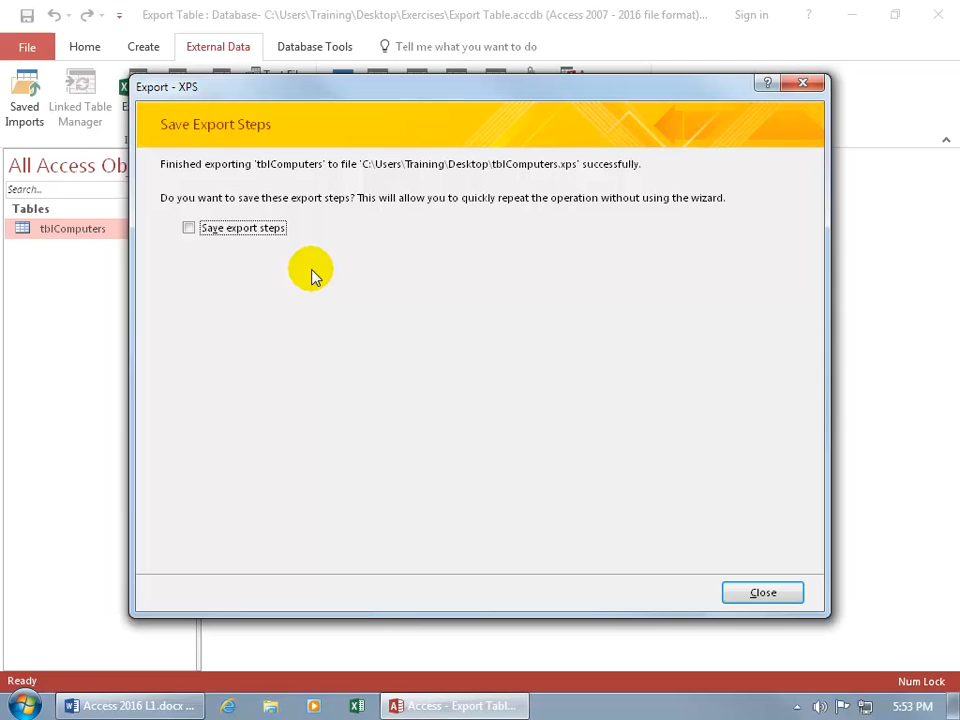 Export Table : Database- C:\Users\Training\Desktop\Exercises\Export Table.accdb (Access 2007 - 2016 file format)... Sign in ?
File Home Create External Data Database Tools Tell me what you want to do
Saved Imports
Linked Table Manager
Export - XPS
?
Save Export Steps
Finished exporting 'tblComputers' to file 'C:\Users\Training\Desktop\tblComputers.xps' successfully.
Do you want to save these export steps? This will allow you to quickly repeat the operation without using the wizard.
Save export steps
Close
All Access Ob
Search...
Tables
tblComputers
Ready Num Lock
Access 2016 L1.docx ... Access - Export Tabl... 5:53 PM